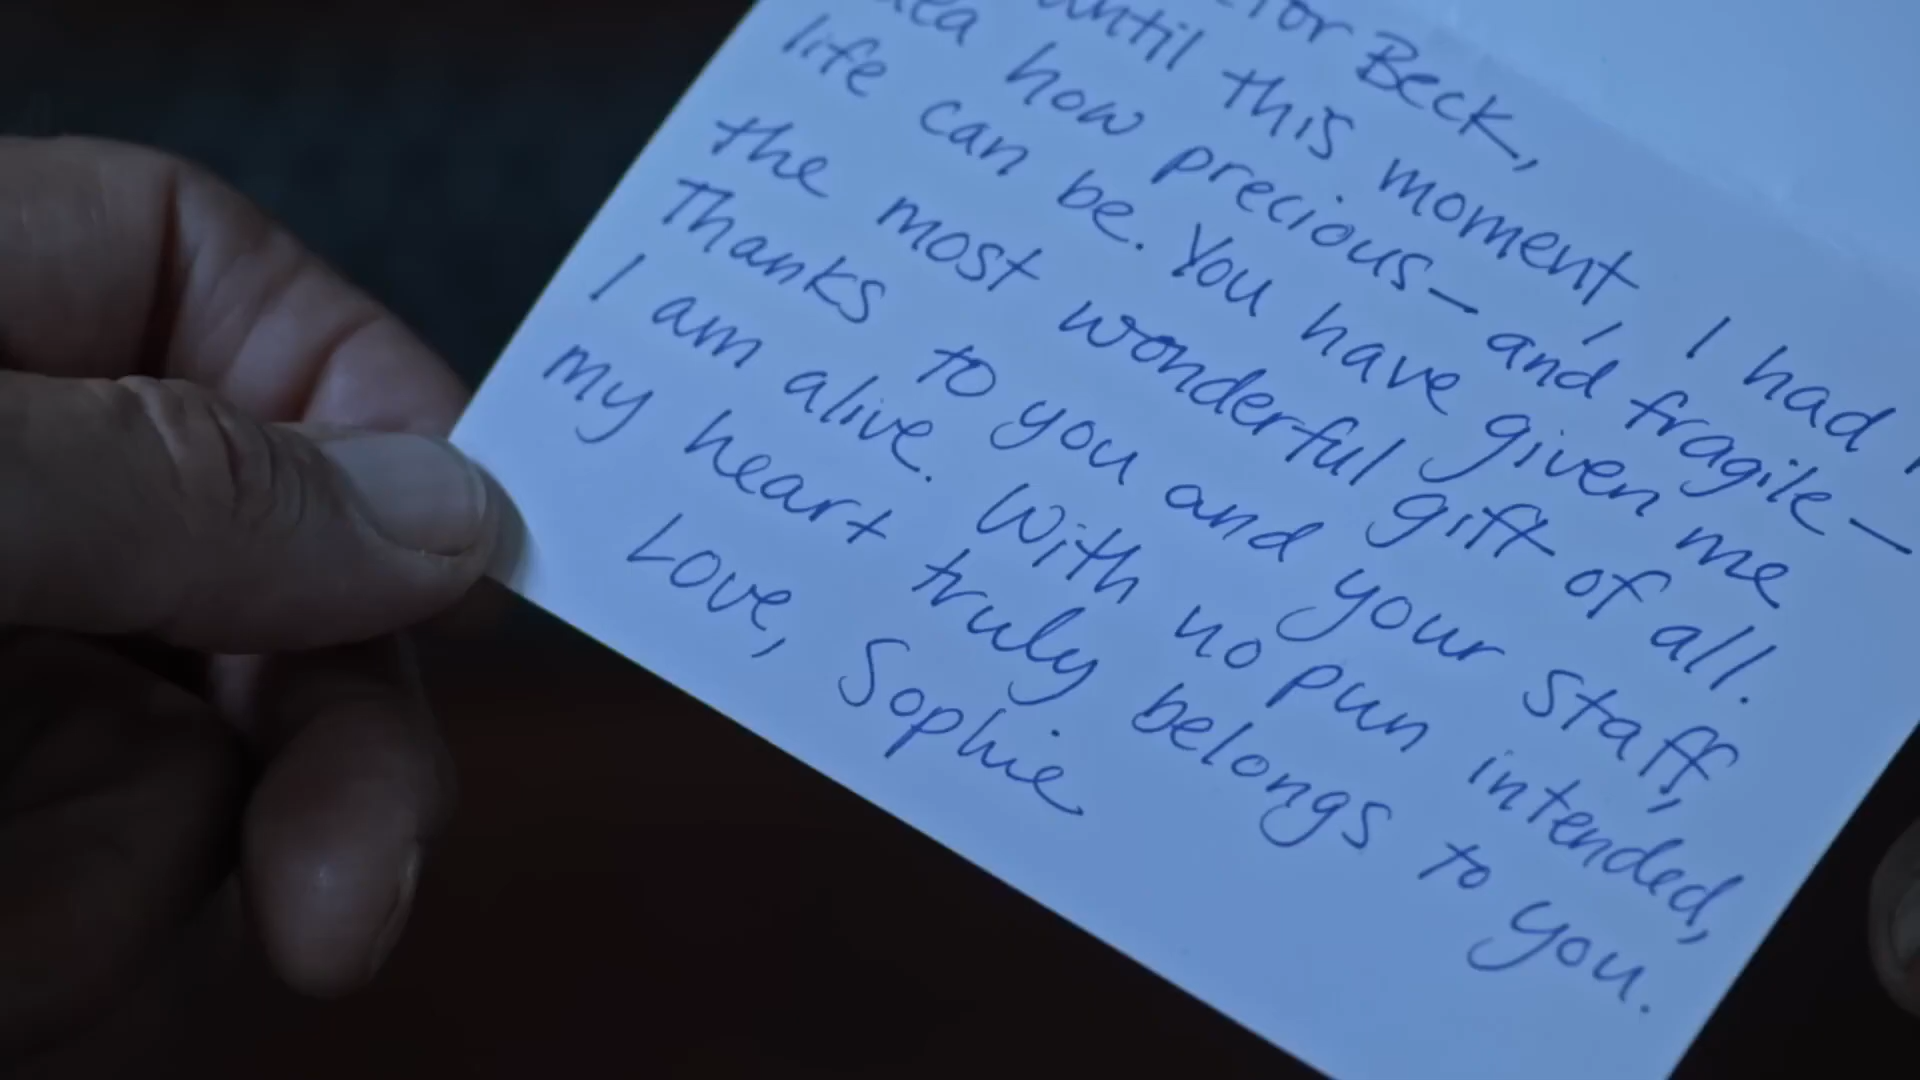 Beck,
until this moment, I had
how precious— and fragile—
life can be. You have given me
the most wonderful gift of all.
Thanks to you and your staff,
I am alive. With no pun intended,
my heart truly belongs to you.
Love, Sophie